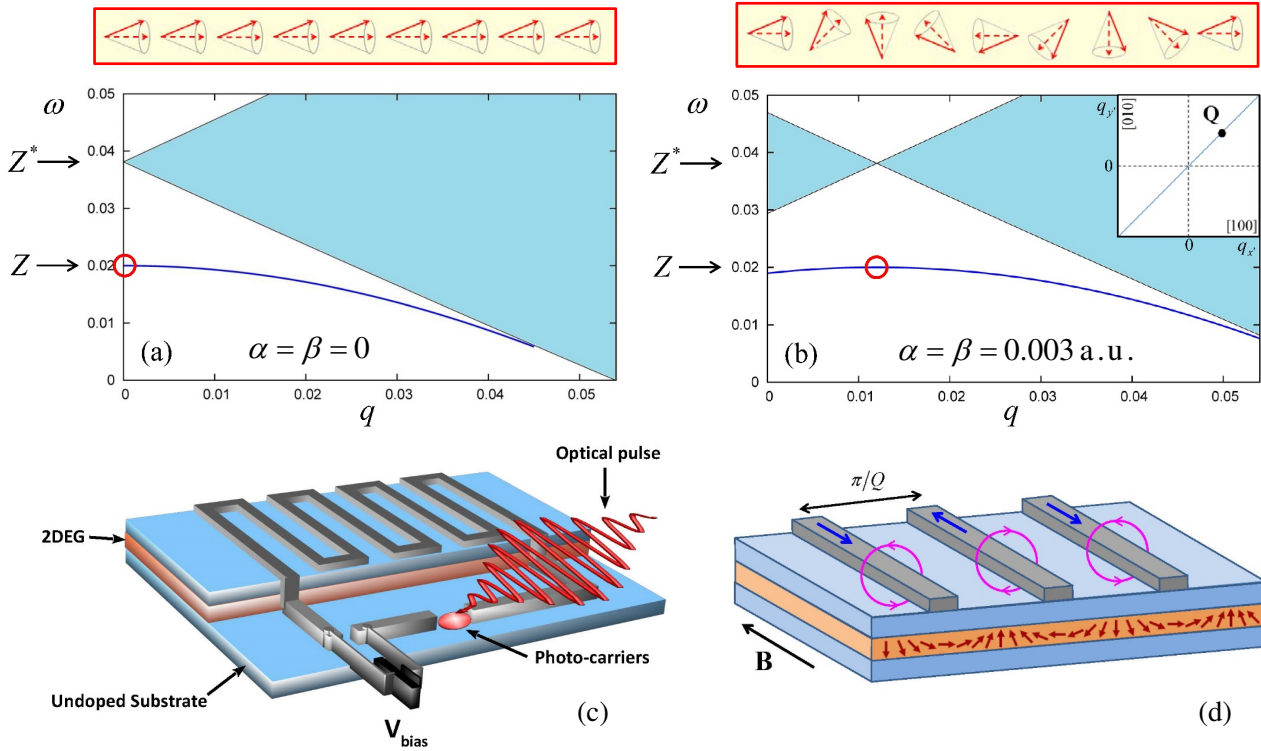 ω
0.05
0.04
0.03
0.02
0.01
0
Z* →
Z →
(a)
α = β = 0
0 0.01 0.02 0.03 0.04 0.05
q
ω
0.05
0.04
0.03
0.02
0.01
0
Z* →
Z →
(b)
α = β = 0.003 a.u.
0.00 0.01 0.02 0.03 0.04 0.05
q
q_y'
[010]
Q
0
[100]
0
q_x'
Optical pulse
2DEG
Photo-carriers
Undoped Substrate
V_bias
(c)
π/Q
B
(d)